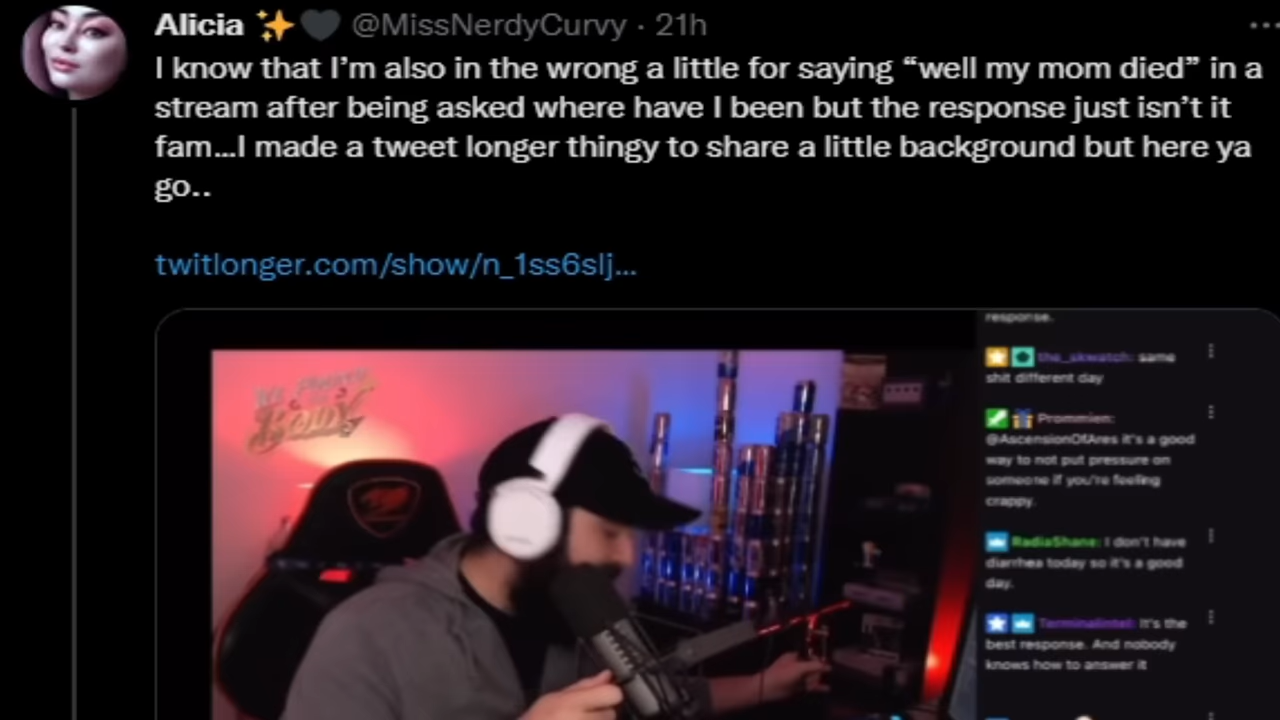 Alicia ✨🖤 @MissNerdyCurvy · 21h
I know that I'm also in the wrong a little for saying “well my mom died” in a
stream after being asked where have I been but the response just isn't it
fam...I made a tweet longer thingy to share a little background but here ya
go..
twitlonger.com/show/n_1ss6slj...
response.
the_skwatch: same
shit different day
Prommien:
@AscensionOfAres it's a good
way to not put pressure on
someone if you're feeling
crappy.
RadiaShane: I don't have
diarrhea today so it's a good
day.
Terminalintel: It's the
best response. And nobody
knows how to answer it